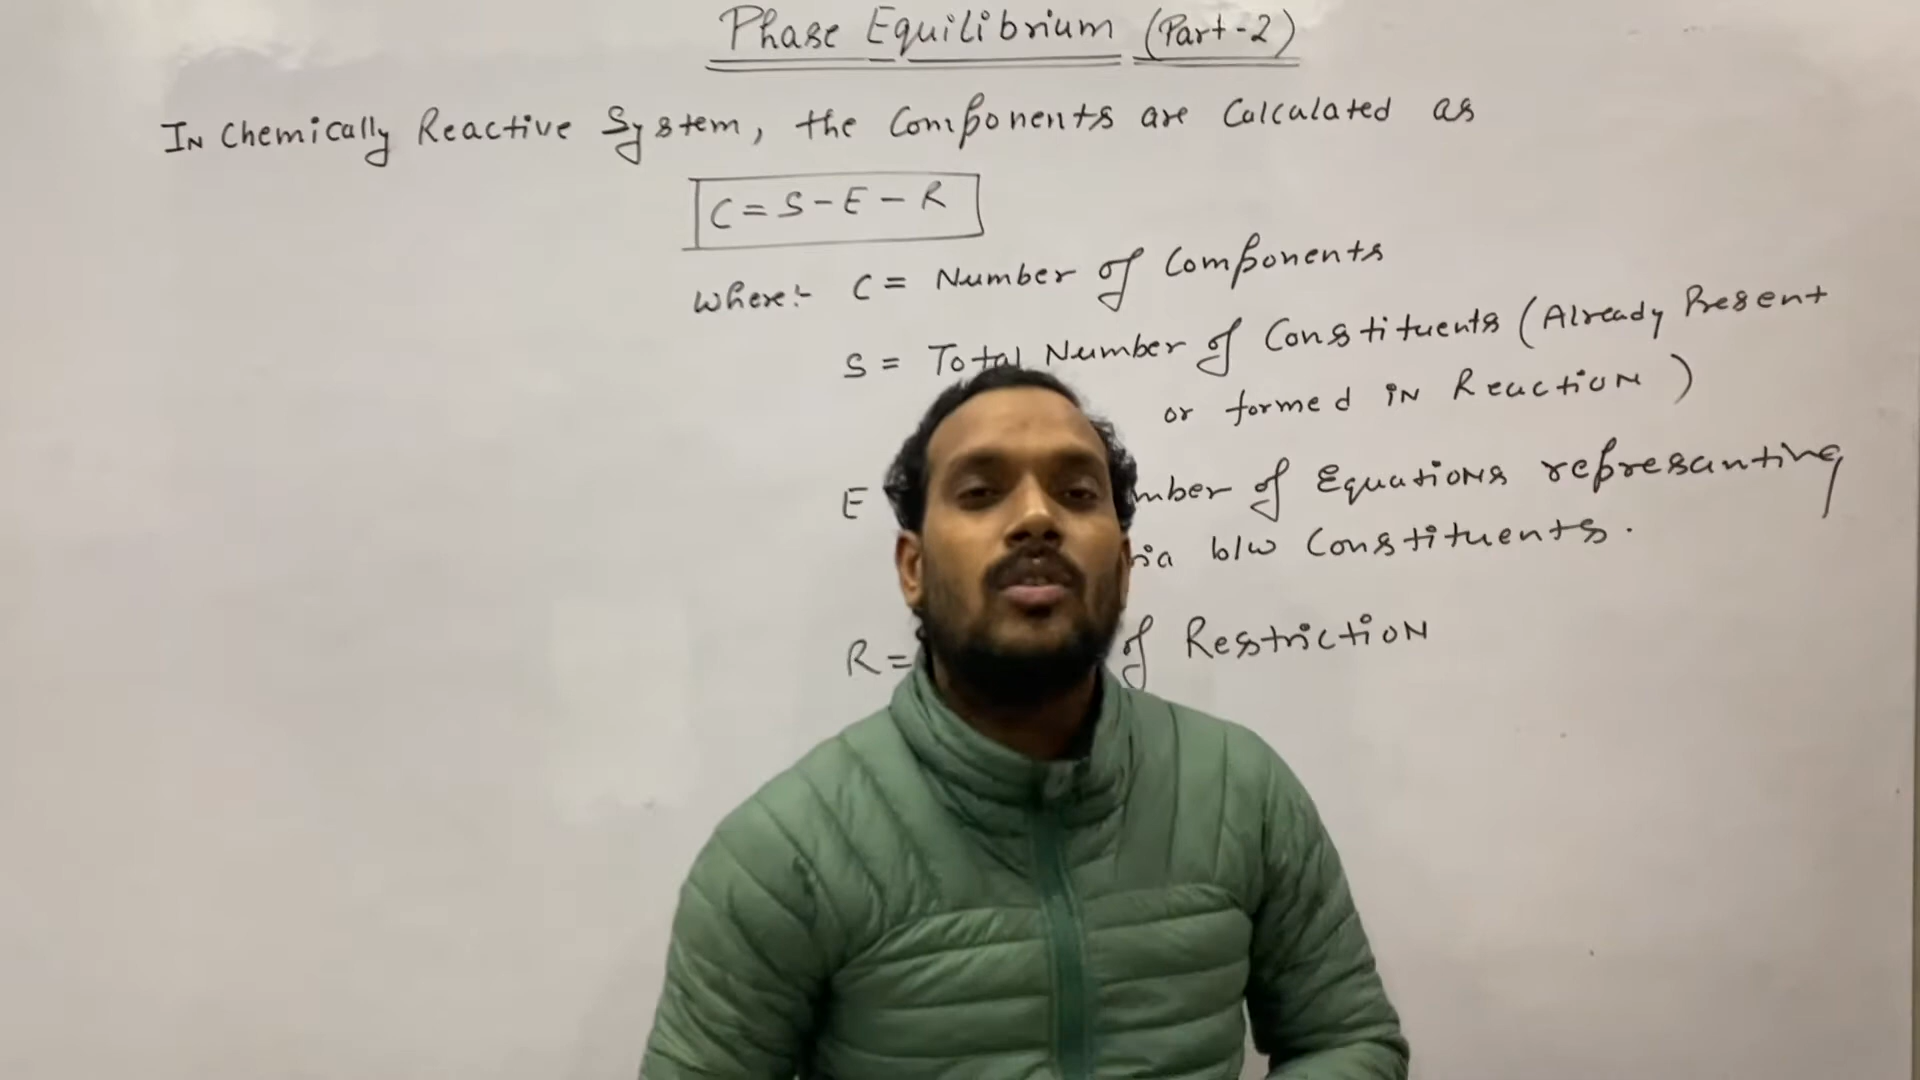 Phase Equilibrium (Part-2)
In Chemically Reactive System, the Components are Calculated as
C = S - E - R
where:- C = Number of Components
S = Total Number of Constituents (Already Present
or formed in Reaction)
E of Equations represanting
b/w Constituents.
R = of Restriction